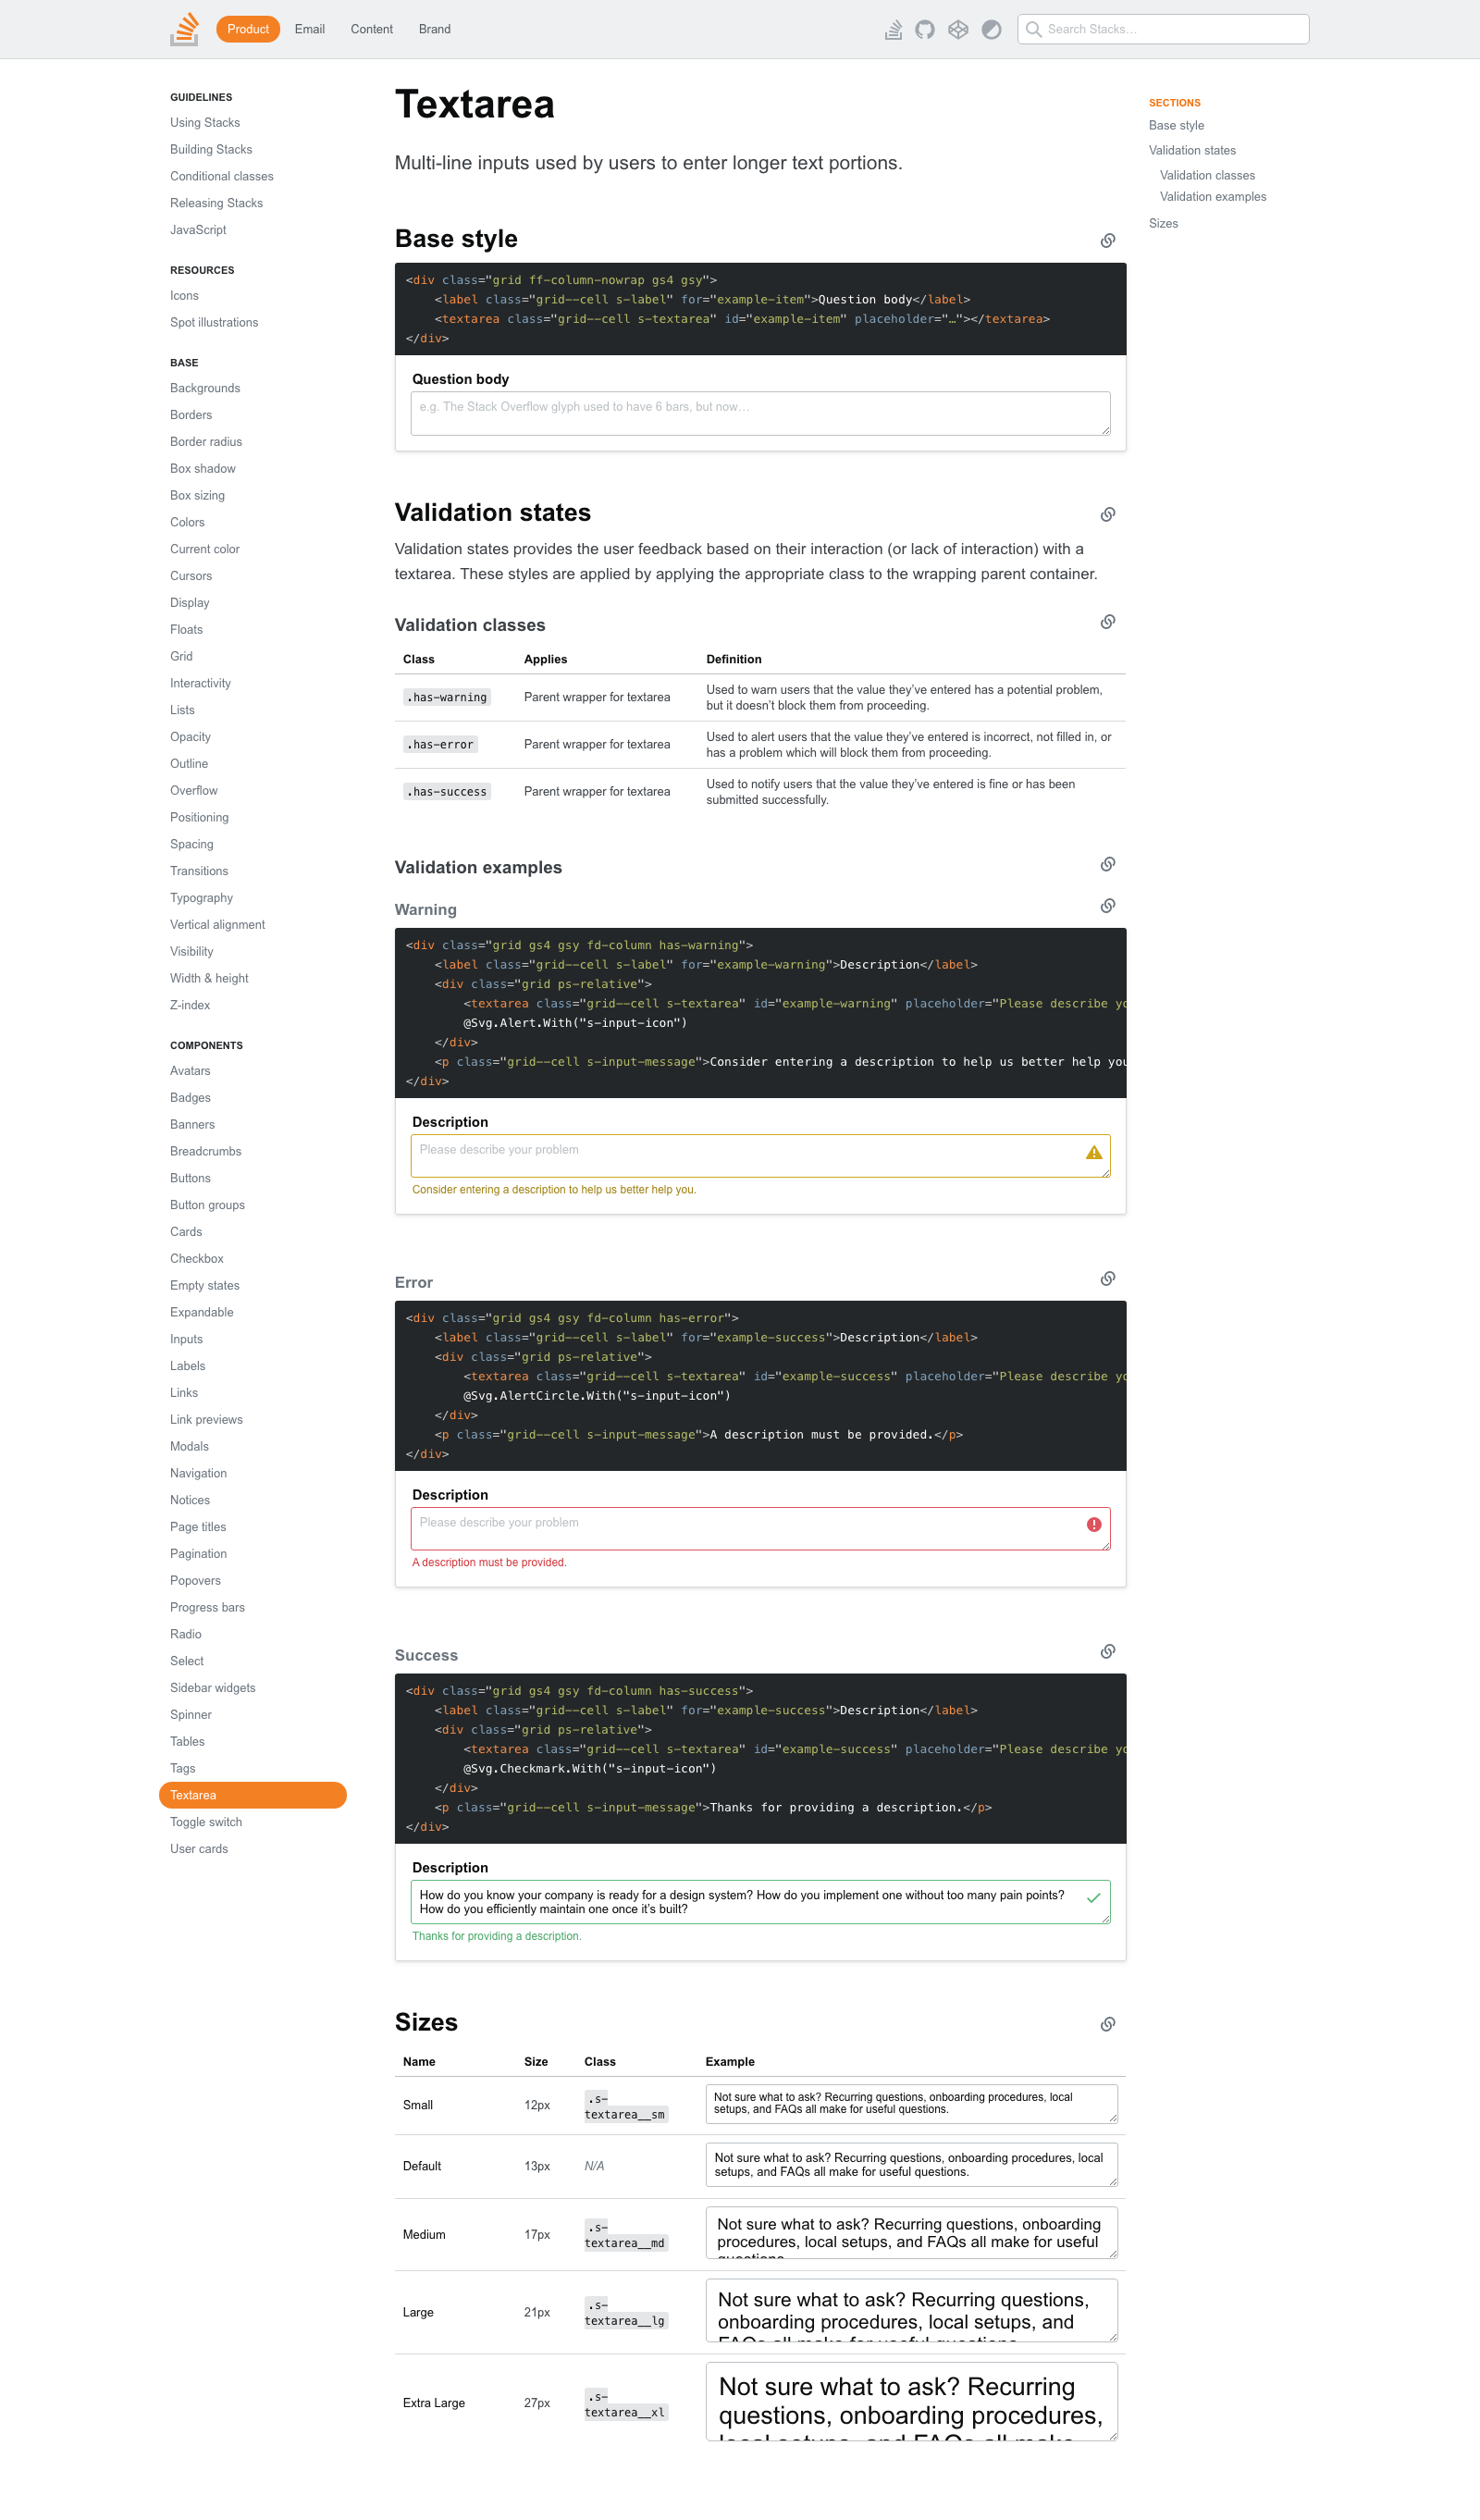 Product
Email
Content
Brand
Search Stacks…
GUIDELINES
Using Stacks
Building Stacks
Conditional classes
Releasing Stacks
JavaScript
RESOURCES
Icons
Spot illustrations
BASE
Backgrounds
Borders
Border radius
Box shadow
Box sizing
Colors
Current color
Cursors
Display
Floats
Grid
Interactivity
Lists
Opacity
Outline
Overflow
Positioning
Spacing
Transitions
Typography
Vertical alignment
Visibility
Width & height
Z-index
COMPONENTS
Avatars
Badges
Banners
Breadcrumbs
Buttons
Button groups
Cards
Checkbox
Empty states
Expandable
Inputs
Labels
Links
Link previews
Modals
Navigation
Notices
Page titles
Pagination
Popovers
Progress bars
Radio
Select
Sidebar widgets
Spinner
Tables
Tags
Textarea
Toggle switch
User cards
Textarea
Multi-line inputs used by users to enter longer text portions.
Base style
<div class="grid ff-column-nowrap gs4 gsy">
<label class="grid--cell s-label" for="example-item">Question body</label>
<textarea class="grid--cell s-textarea" id="example-item" placeholder="…"></textarea>
</div>
Question body
e.g. The Stack Overflow glyph used to have 6 bars, but now…
Validation states
Validation states provides the user feedback based on their interaction (or lack of interaction) with a
textarea. These styles are applied by applying the appropriate class to the wrapping parent container.
Validation classes
Class Applies Definition
.has-warning Parent wrapper for textarea Used to warn users that the value they’ve entered has a potential problem,
but it doesn’t block them from proceeding.
.has-error Parent wrapper for textarea Used to alert users that the value they’ve entered is incorrect, not filled in, or
has a problem which will block them from proceeding.
.has-success Parent wrapper for textarea Used to notify users that the value they’ve entered is fine or has been
submitted successfully.
Validation examples
Warning
<div class="grid gs4 gsy fd-column has-warning">
<label class="grid--cell s-label" for="example-warning">Description</label>
<div class="grid ps-relative">
<textarea class="grid--cell s-textarea" id="example-warning" placeholder="Please describe yo
@Svg.Alert.With("s-input-icon")
</div>
<p class="grid--cell s-input-message">Consider entering a description to help us better help you
</div>
Description
Please describe your problem
Consider entering a description to help us better help you.
Error
<div class="grid gs4 gsy fd-column has-error">
<label class="grid--cell s-label" for="example-success">Description</label>
<div class="grid ps-relative">
<textarea class="grid--cell s-textarea" id="example-success" placeholder="Please describe yo
@Svg.AlertCircle.With("s-input-icon")
</div>
<p class="grid--cell s-input-message">A description must be provided.</p>
</div>
Description
Please describe your problem
A description must be provided.
Success
<div class="grid gs4 gsy fd-column has-success">
<label class="grid--cell s-label" for="example-success">Description</label>
<div class="grid ps-relative">
<textarea class="grid--cell s-textarea" id="example-success" placeholder="Please describe yo
@Svg.Checkmark.With("s-input-icon")
</div>
<p class="grid--cell s-input-message">Thanks for providing a description.</p>
</div>
Description
How do you know your company is ready for a design system? How do you implement one without too many pain points?
How do you efficiently maintain one once it’s built?
Thanks for providing a description.
Sizes
Name Size Class Example
Small 12px .s-textarea__sm
Not sure what to ask? Recurring questions, onboarding procedures, local
setups, and FAQs all make for useful questions.
Default 13px N/A
Not sure what to ask? Recurring questions, onboarding procedures, local
setups, and FAQs all make for useful questions.
Medium 17px .s-textarea__md
Not sure what to ask? Recurring questions, onboarding
procedures, local setups, and FAQs all make for useful
questions
Large 21px .s-textarea__lg
Not sure what to ask? Recurring questions,
onboarding procedures, local setups, and
FAQs all make for useful questions
Extra Large 27px .s-textarea__xl
Not sure what to ask? Recurring
questions, onboarding procedures,
local setups, and FAQs all make
SECTIONS
Base style
Validation states
Validation classes
Validation examples
Sizes